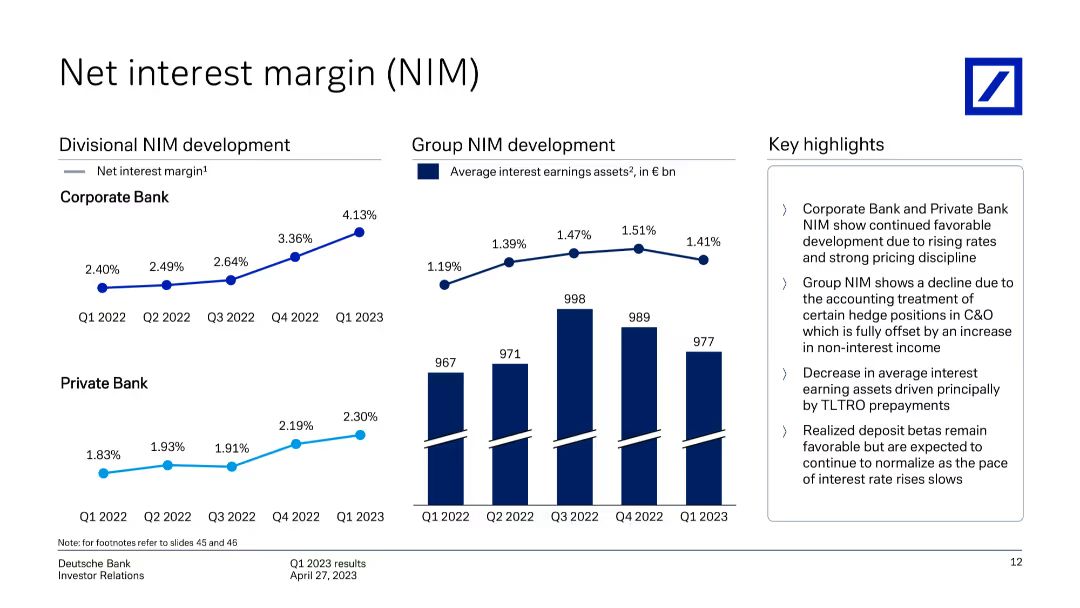 Net interest margin (NIM)
Divisional NIM development
Net interest margin¹
Corporate Bank
2.40%
2.49%
2.64%
3.36%
4.13%
Q1 2022
Q2 2022
Q3 2022
Q4 2022
Q1 2023
Private Bank
1.83%
1.93%
1.91%
2.19%
2.30%
Q1 2022
Q2 2022
Q3 2022
Q4 2022
Q1 2023
Group NIM development
Average interest earnings assets², in € bn
1.19%
1.39%
1.47%
1.51%
1.41%
967
971
998
989
977
Q1 2022
Q2 2022
Q3 2022
Q4 2022
Q1 2023
Key highlights
Corporate Bank and Private Bank
NIM show continued favorable
development due to rising rates
and strong pricing discipline
Group NIM shows a decline due to
the accounting treatment of
certain hedge positions in C&O
which is fully offset by an increase
in non-interest income
Decrease in average interest
earning assets driven principally
by TLTRO prepayments
Realized deposit betas remain
favorable but are expected to
continue to normalize as the pace
of interest rate rises slows
Note: for footnotes refer to slides 45 and 46
Deutsche Bank
Investor Relations
Q1 2023 results
April 27, 2023
12